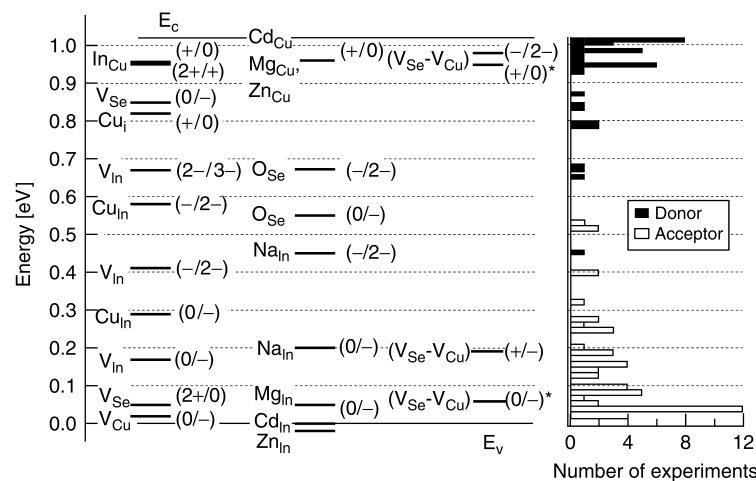 E_c
Cd_Cu
1.0
In_Cu
(+/0)
(2+/+)
Mg_Cu,
(+/0)
(V_Se-V_Cu)
(−/2−)
(+/0)*
0.9
V_Se
(0/−)
Zn_Cu
0.8
Cu_i
(+/0)
0.7
V_In
(2−/3−)
O_Se
(−/2−)
0.6
Cu_In
(−/2−)
O_Se
(0/−)
0.5
Na_In
(−/2−)
0.4
V_In
(−/2−)
0.3
Cu_In
(0/−)
0.2
V_In
(0/−)
Na_In
(0/−)
(V_Se-V_Cu)
(+/−)
0.1
V_Se
(2+/0)
Mg_In
(0/−)
(V_Se-V_Cu)
(0/−)*
0.0
V_Cu
(0/−)
Cd_In
Zn_In
E_v
Energy [eV]
Donor
Acceptor
0 4 8 12
Number of experiments